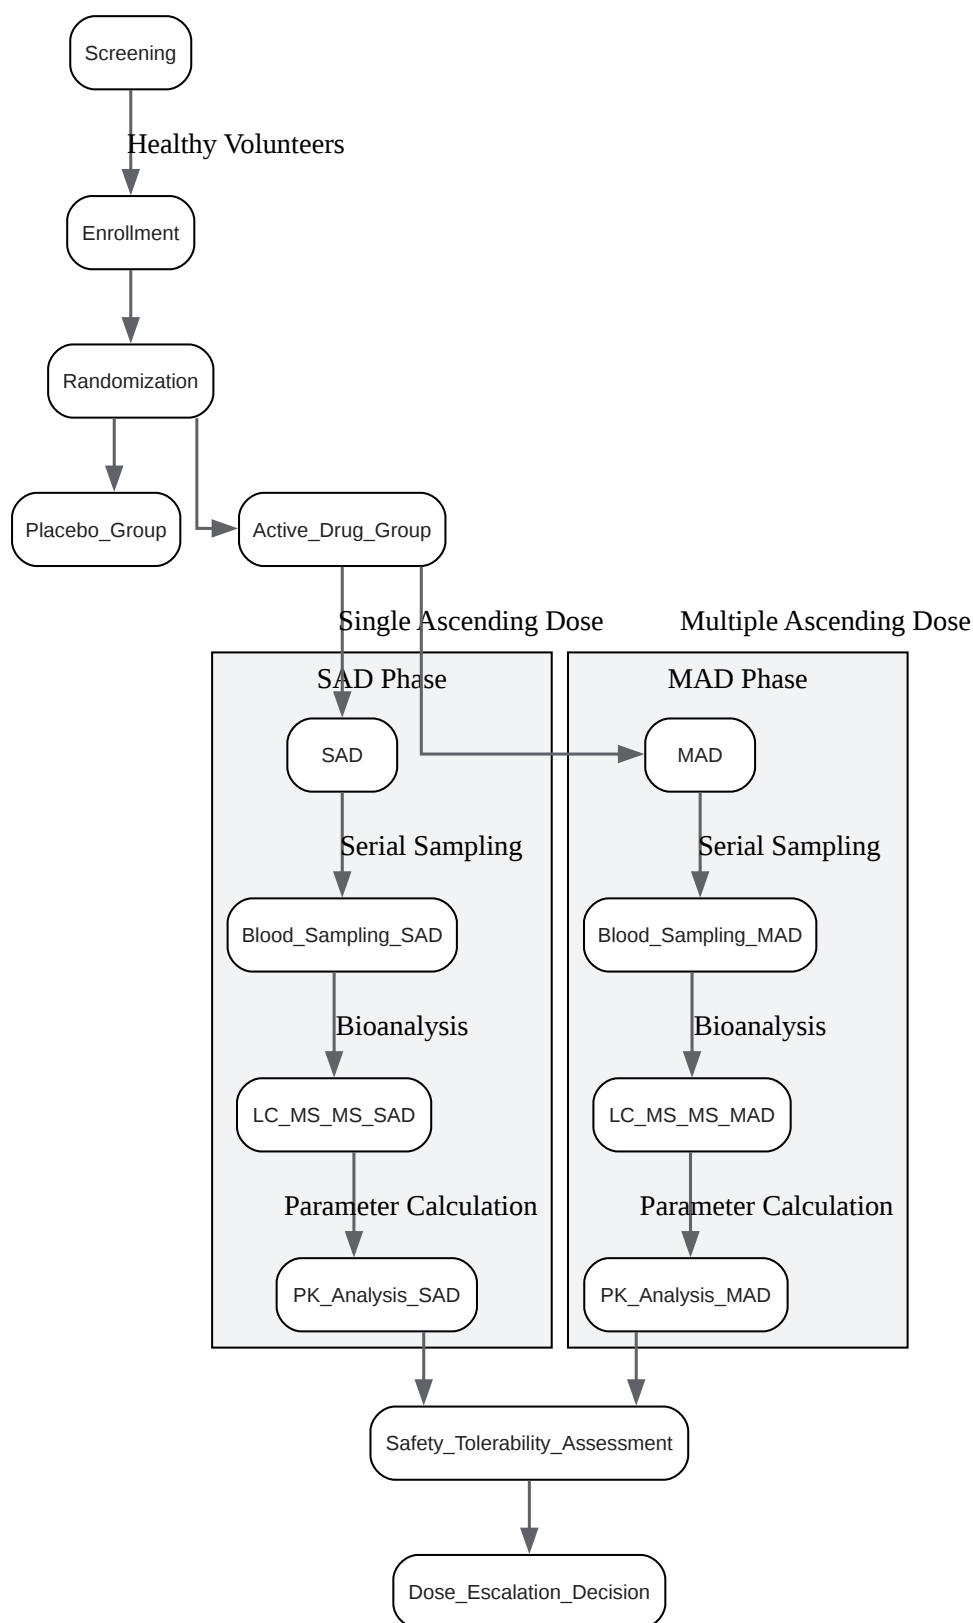 Screening
Healthy Volunteers
Enrollment
Randomization
Placebo_Group
Active_Drug_Group
Single Ascending Dose
Multiple Ascending Dose
SAD Phase
MAD Phase
SAD
MAD
Serial Sampling
Serial Sampling
Blood_Sampling_SAD
Blood_Sampling_MAD
Bioanalysis
Bioanalysis
LC_MS_MS_SAD
LC_MS_MS_MAD
Parameter Calculation
Parameter Calculation
PK_Analysis_SAD
PK_Analysis_MAD
Safety_Tolerability_Assessment
Dose_Escalation_Decision